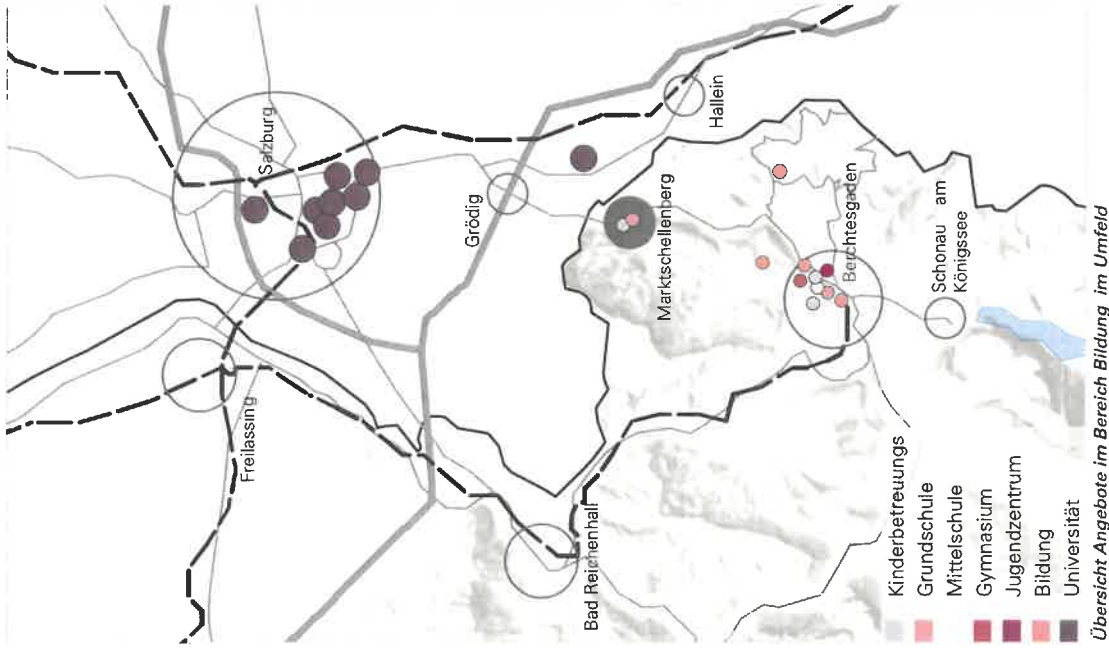 Salzburg
Freilassing
Grödig
Hallein
Bad Reichenhall
Marktschellenberg
Berchtesgaden
Schonau am
Königssee
Kinderbetreuungs
Grundschule
Mittelschule
Gymnasium
Jugendzentrum
Bildung
Universität
Übersicht Angebote im Bereich Bildung im Umfeld